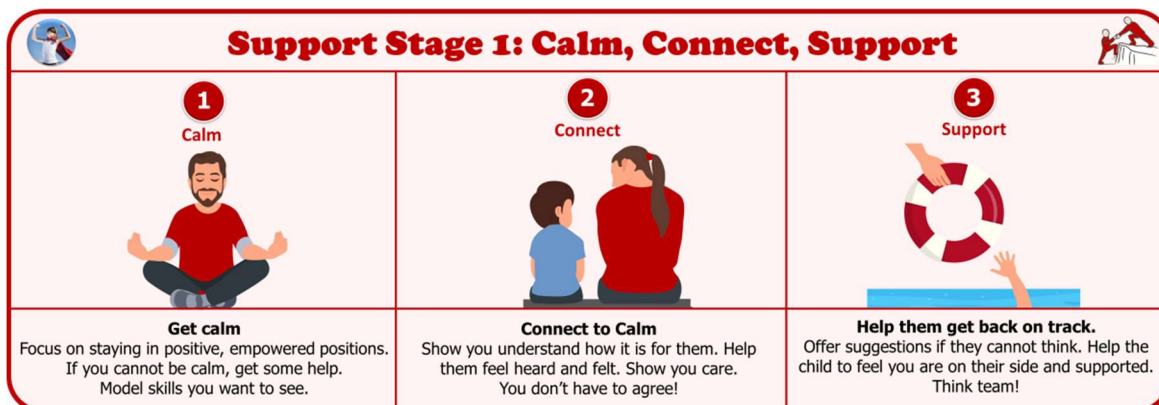 Support Stage 1: Calm, Connect, Support
1
Calm
2
Connect
3
Support
Get calm
Focus on staying in positive, empowered positions.
If you cannot be calm, get some help.
Model skills you want to see.
Connect to Calm
Show you understand how it is for them. Help
them feel heard and felt. Show you care.
You don’t have to agree!
Help them get back on track.
Offer suggestions if they cannot think. Help the
child to feel you are on their side and supported.
Think team!